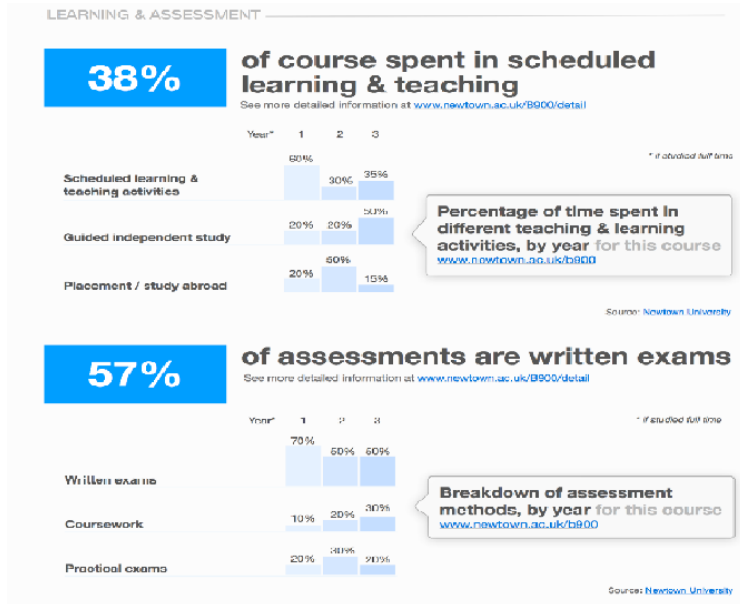 LEARNING & ASSESSMENT
38%
of course spent in scheduled
learning & teaching
See more detailed information at www.newtown.ac.uk/B900/detail
Year* 1 2 3
* if studied full time
60% 30% 35%
Scheduled learning &
teaching activities
20% 20% 50%
Guided independent study
20% 50% 15%
Placement / study abroad
Percentage of time spent in
different teaching & learning
activities, by year for this course
www.newtown.ac.uk/b900
Source: Newtown University
57%
of assessments are written exams
See more detailed information at www.newtown.ac.uk/B900/detail
Year* 1 2 3
* if studied full time
70% 50% 50%
Written exams
10% 20% 30%
Coursework
20% 30% 20%
Practical exams
Breakdown of assessment
methods, by year for this course
www.newtown.ac.uk/b900
Source: Newtown University